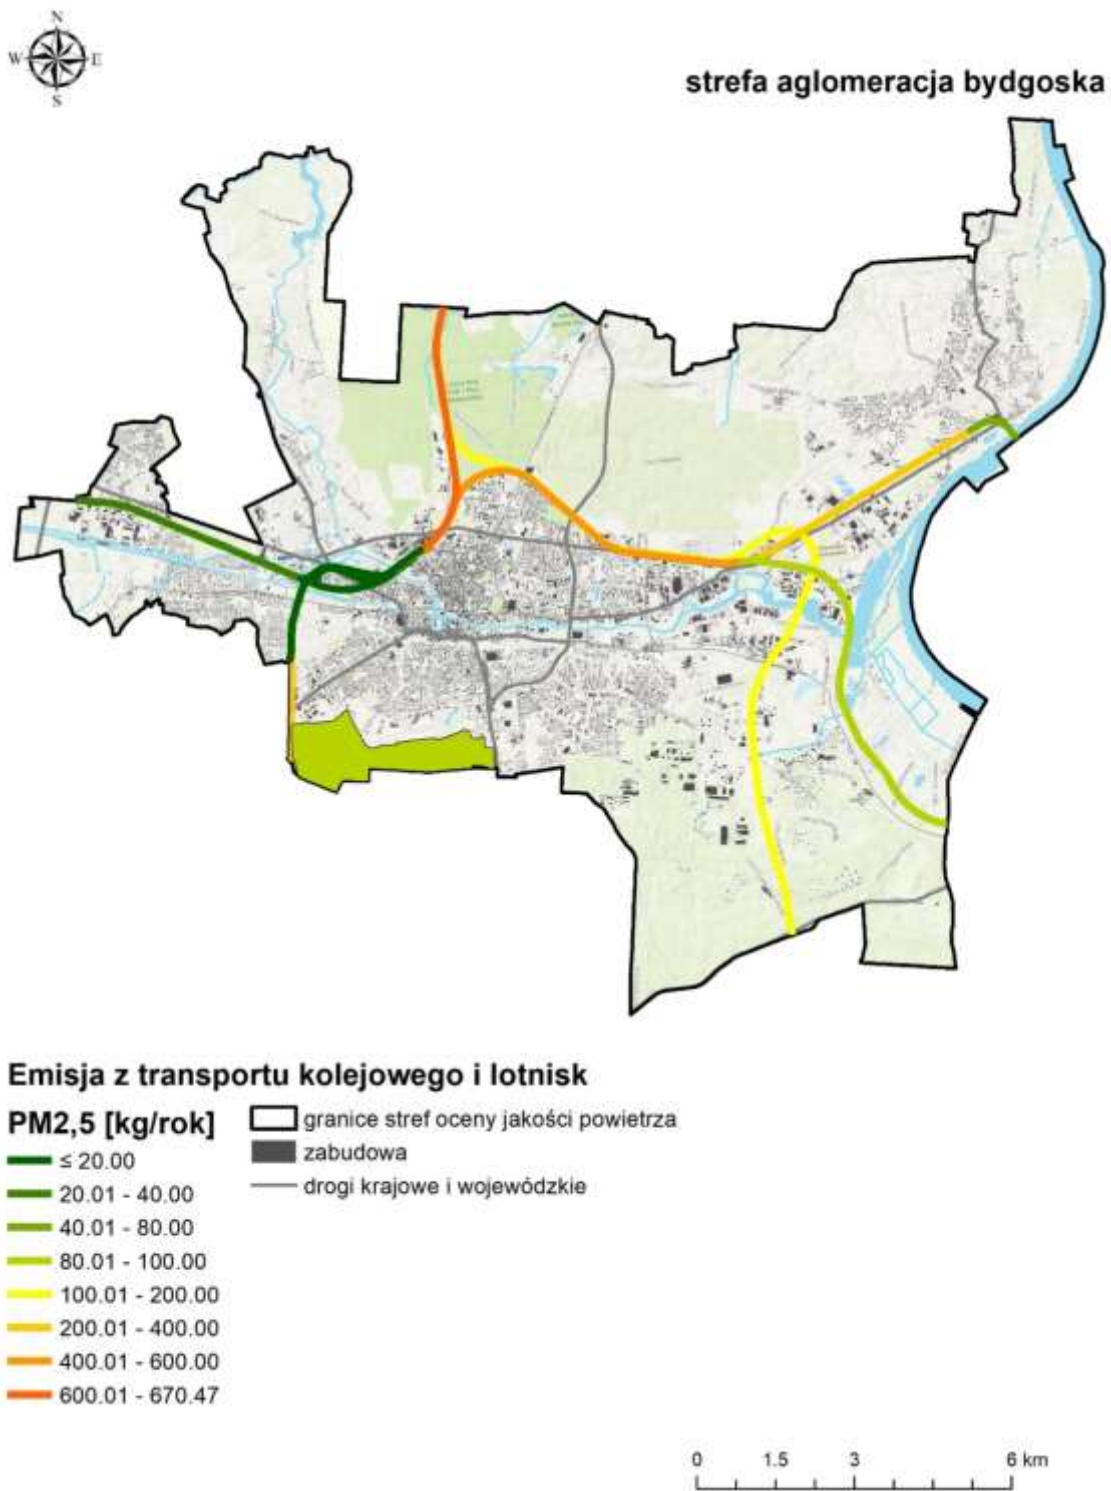 N
W E
S
strefa aglomeracja bydgoska
Emisja z transportu kolejowego i lotnisk
PM2,5 [kg/rok]
≤ 20.00
20.01 - 40.00
40.01 - 80.00
80.01 - 100.00
100.01 - 200.00
200.01 - 400.00
400.01 - 600.00
600.01 - 670.47
granice stref oceny jakości powietrza
zabudowa
drogi krajowe i wojewódzkie
0 1.5 3 6 km